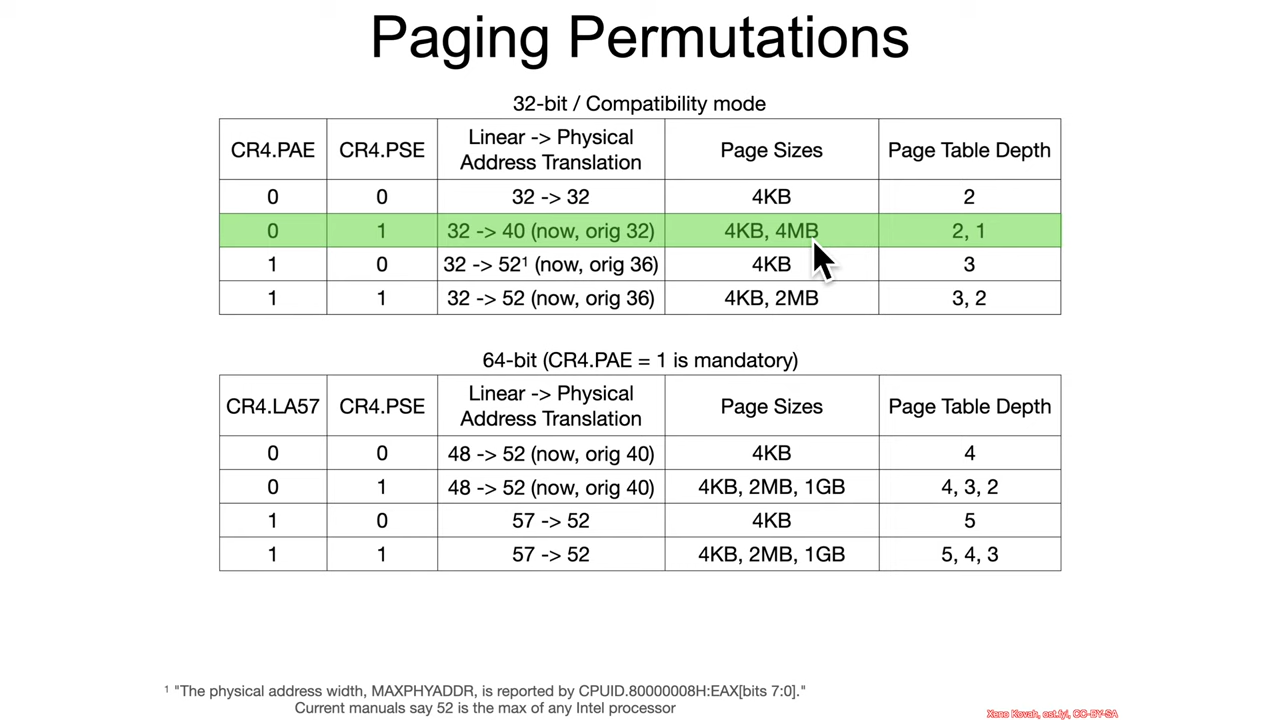 Paging Permutations
32-bit / Compatibility mode
CR4.PAE CR4.PSE Linear -> Physical Address Translation Page Sizes Page Table Depth
0 0 32 -> 32 4KB 2
0 1 32 -> 40 (now, orig 32) 4KB, 4MB 2, 1
1 0 32 -> 52¹ (now, orig 36) 4KB 3
1 1 32 -> 52 (now, orig 36) 4KB, 2MB 3, 2
64-bit (CR4.PAE = 1 is mandatory)
CR4.LA57 CR4.PSE Linear -> Physical Address Translation Page Sizes Page Table Depth
0 0 48 -> 52 (now, orig 40) 4KB 4
0 1 48 -> 52 (now, orig 40) 4KB, 2MB, 1GB 4, 3, 2
1 0 57 -> 52 4KB 5
1 1 57 -> 52 4KB, 2MB, 1GB 5, 4, 3
¹ "The physical address width, MAXPHYADDR, is reported by CPUID.80000008H:EAX[bits 7:0]."
Current manuals say 52 is the max of any Intel processor
Xeno Kovah, ost.fyi, CC-BY-SA